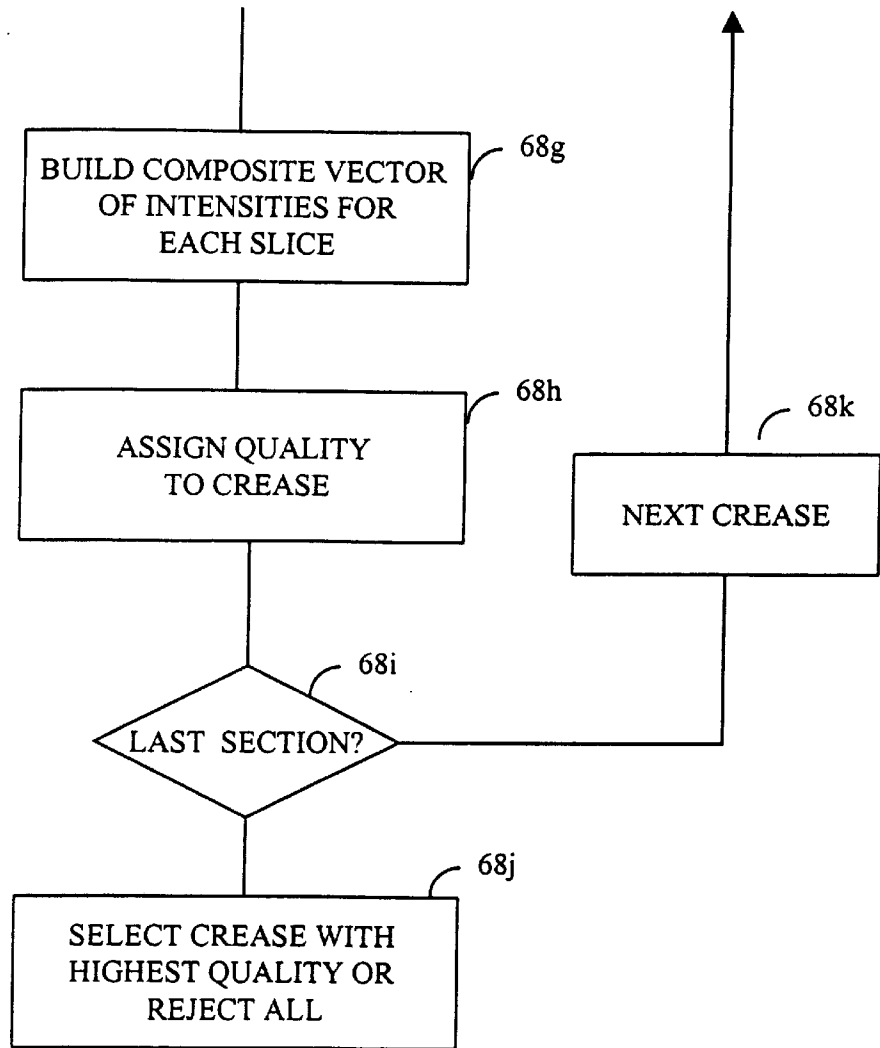 68g
BUILD COMPOSITE VECTOR
OF INTENSITIES FOR
EACH SLICE
68h
ASSIGN QUALITY
TO CREASE
68k
NEXT CREASE
68i
LAST SECTION?
68j
SELECT CREASE WITH
HIGHEST QUALITY OR
REJECT ALL